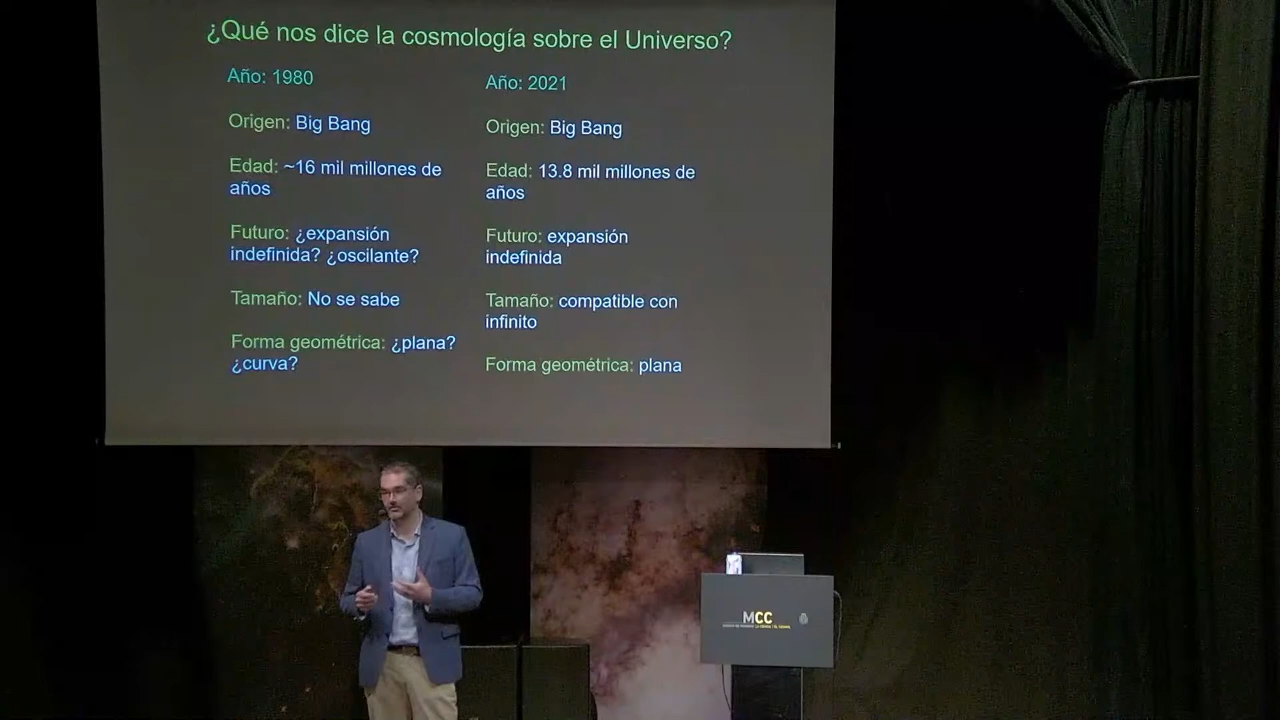 ¿Qué nos dice la cosmología sobre el Universo?
Año: 1980
Origen: Big Bang
Edad: ~16 mil millones de
años
Futuro: ¿expansión
indefinida? ¿oscilante?
Tamaño: No se sabe
Forma geométrica: ¿plana?
¿curva?
Año: 2021
Origen: Big Bang
Edad: 13.8 mil millones de
años
Futuro: expansión
indefinida
Tamaño: compatible con
infinito
Forma geométrica: plana
MCC